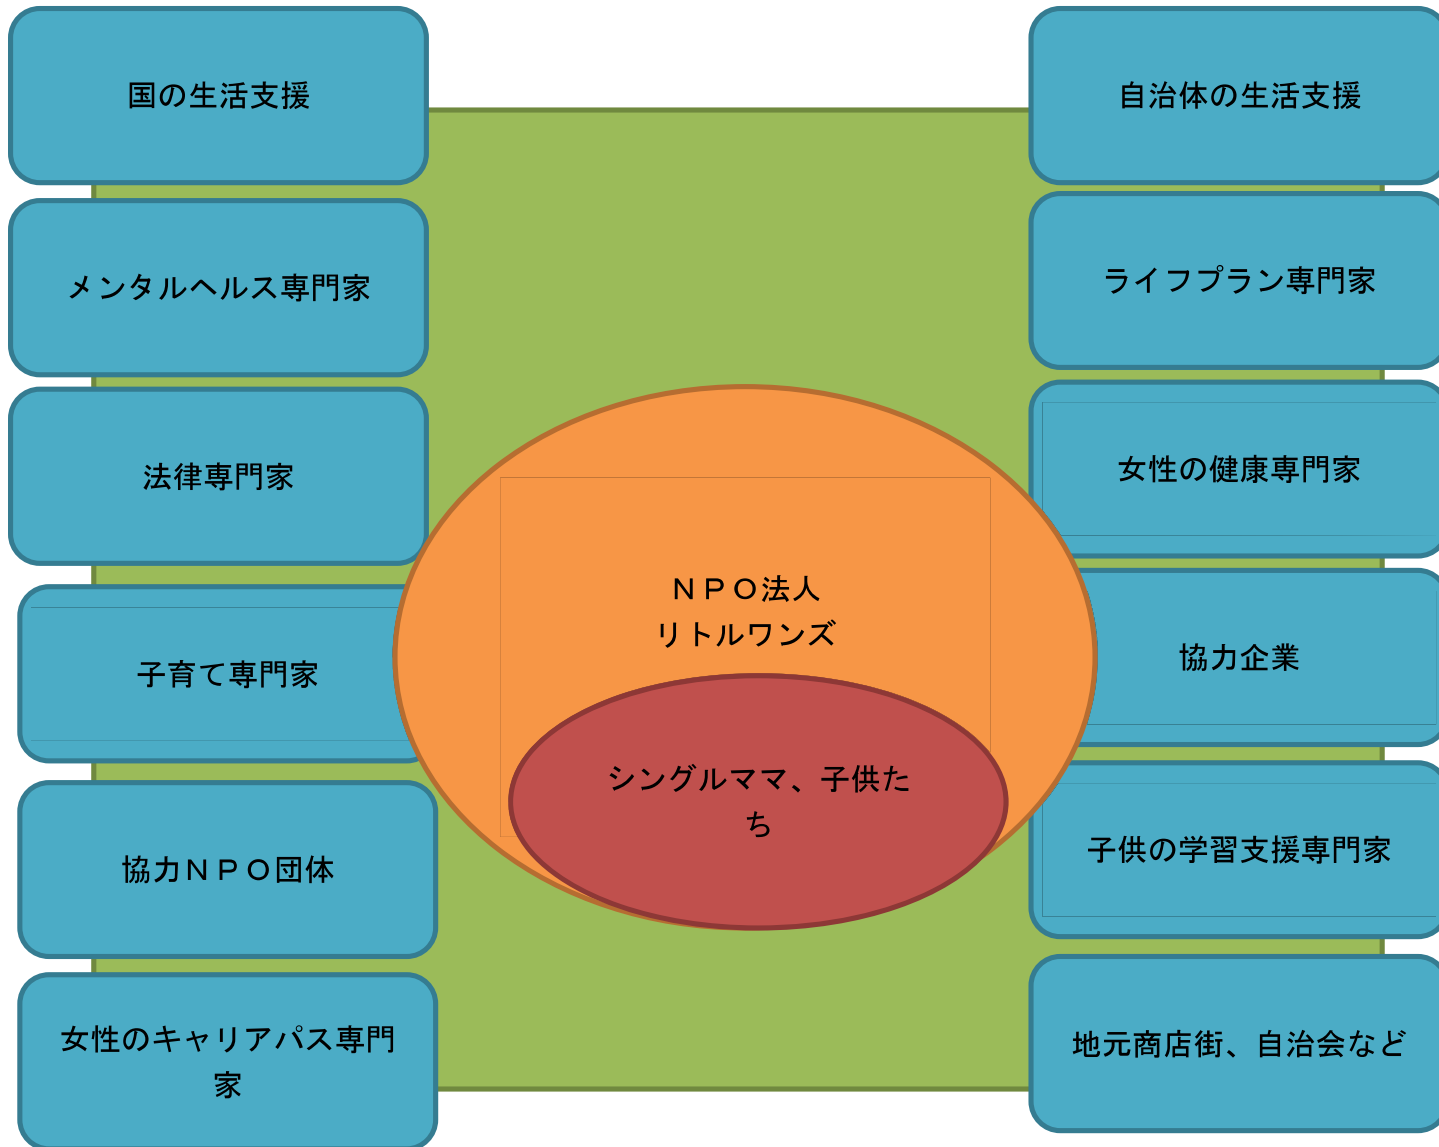 国の生活支援
自治体の生活支援
メンタルヘルス専門家
ライフプラン専門家
法律専門家
女性の健康専門家
ＮＰＯ法人
リトルワンズ
子育て専門家
協力企業
シングルママ、子供た
ち
協力ＮＰＯ団体
子供の学習支援専門家
女性のキャリアパス専門
家
地元商店街、自治会など